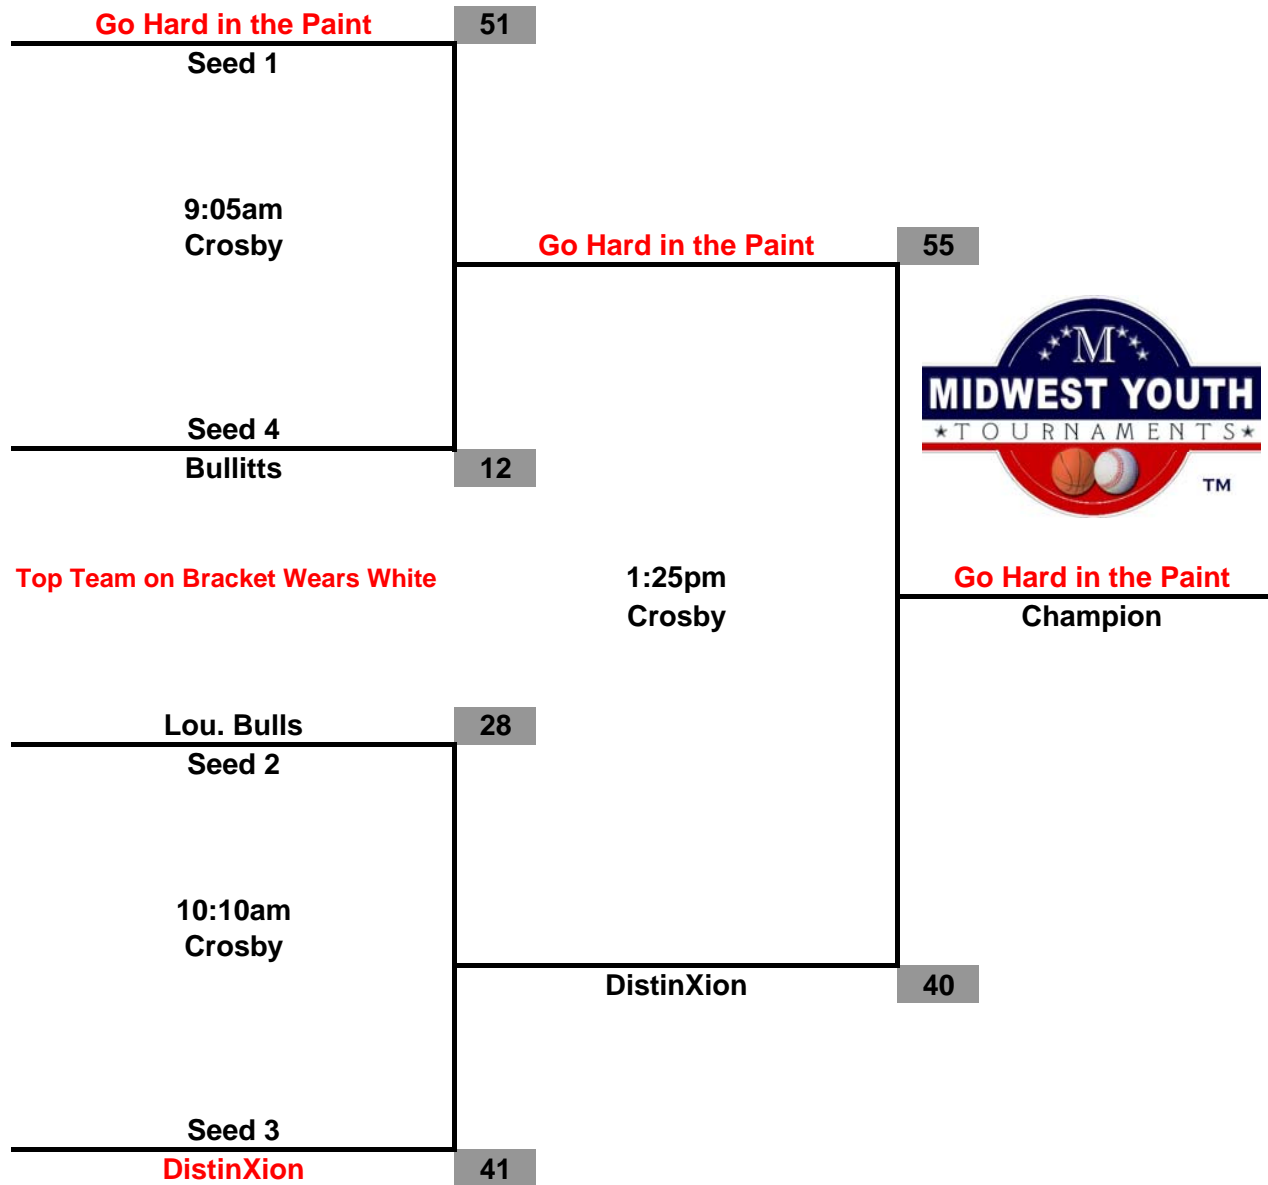 Go Hard in the Paint 51
Seed 1
9:05am
Crosby
Go Hard in the Paint 55
M
MIDWEST YOUTH
TOURNAMENTS
TM
Seed 4
Bullitts 12
Top Team on Bracket Wears White
1:25pm
Crosby
Go Hard in the Paint
Champion
Lou. Bulls 28
Seed 2
10:10am
Crosby
DistinXion 40
Seed 3
DistinXion 41